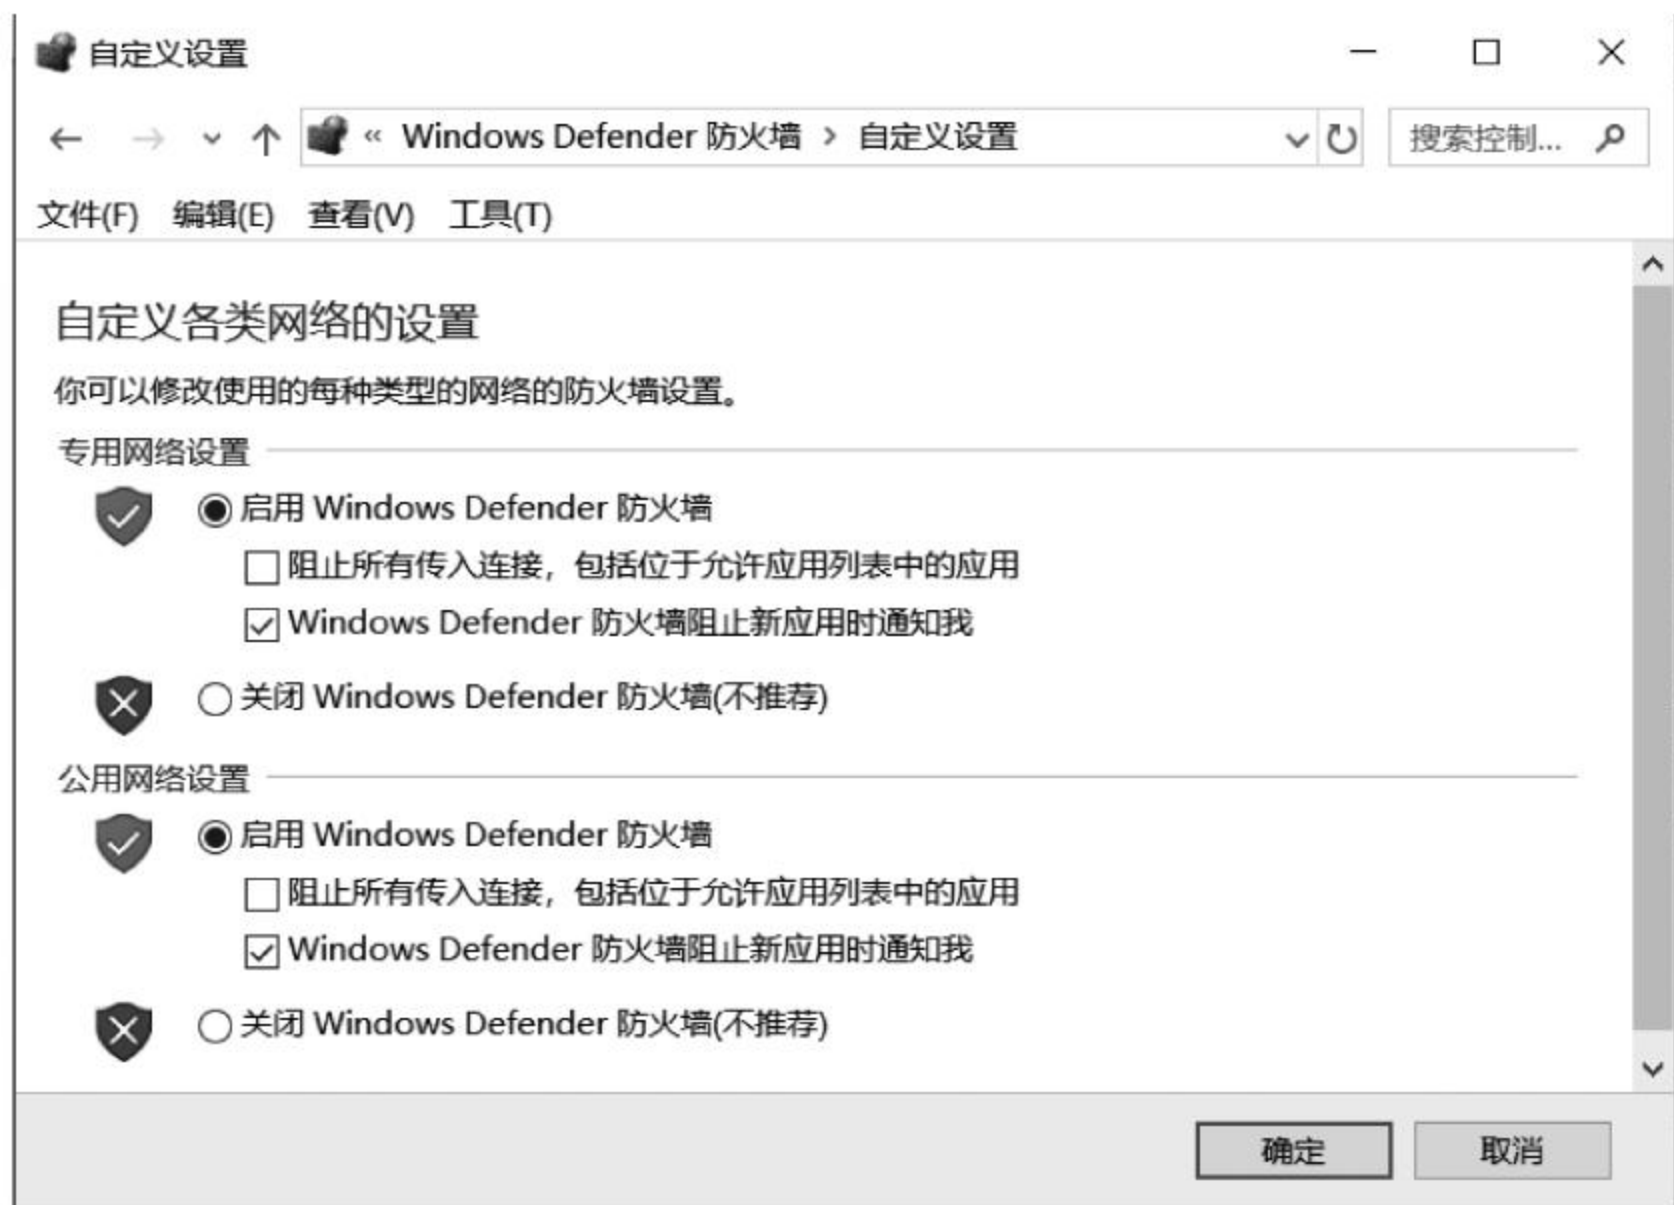 自定义设置
« Windows Defender 防火墙 › 自定义设置 搜索控制...
文件(F) 编辑(E) 查看(V) 工具(T)
自定义各类网络的设置
你可以修改使用的每种类型的网络的防火墙设置。
专用网络设置
启用 Windows Defender 防火墙
阻止所有传入连接，包括位于允许应用列表中的应用
Windows Defender 防火墙阻止新应用时通知我
关闭 Windows Defender 防火墙(不推荐)
公用网络设置
启用 Windows Defender 防火墙
阻止所有传入连接，包括位于允许应用列表中的应用
Windows Defender 防火墙阻止新应用时通知我
关闭 Windows Defender 防火墙(不推荐)
确定 取消